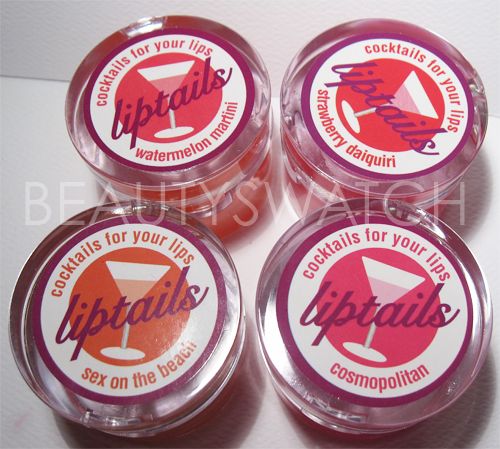 cocktails for your lips
liptails
watermelon martini
cocktails for your lips
liptails
strawberry daiquiri
BEAUTYSWATCH
cocktails for your lips
liptails
sex on the beach
cocktails for your lips
liptails
cosmopolitan